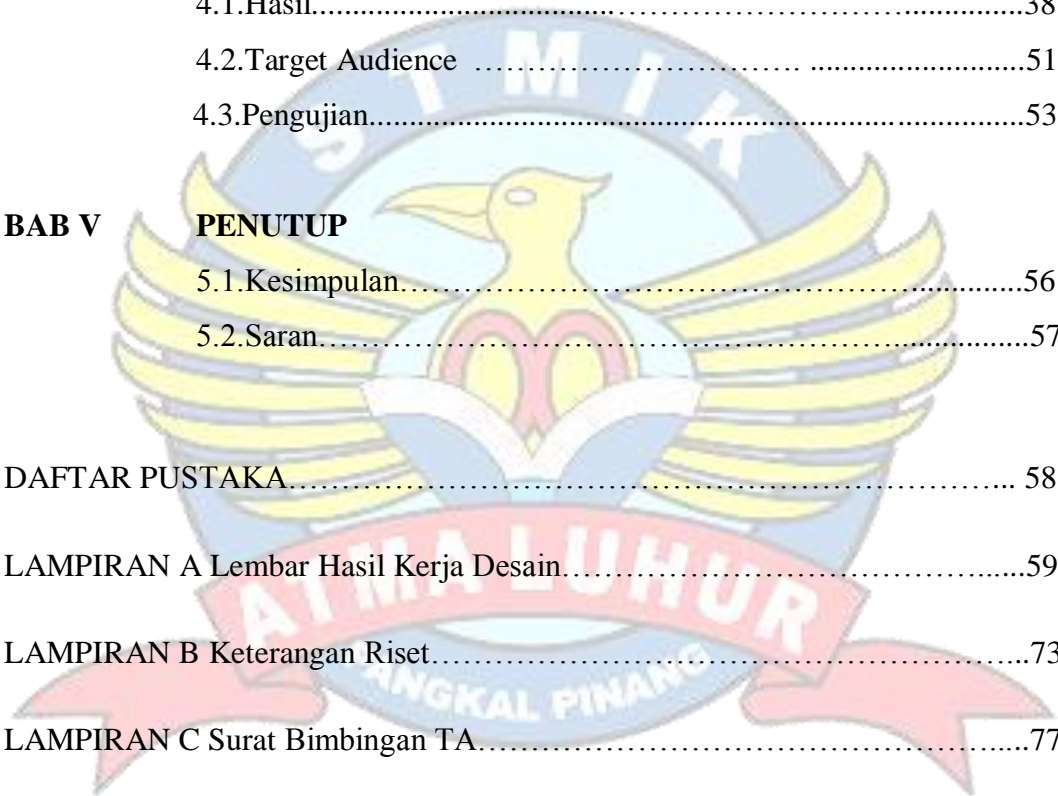 4.1.Hasil...............................................………………………...............38
4.2.Target Audience ………………………… ...........................51
4.3.Pengujian....................................................................................53
BAB V PENUTUP
5.1.Kesimpulan………………………………………………..............56
5.2.Saran………………………………………………….................57
DAFTAR PUSTAKA……………………………………………………………... 58
LAMPIRAN A Lembar Hasil Kerja Desain…………………………………….....59
LAMPIRAN B Keterangan Riset…………………………………………………..73
LAMPIRAN C Surat Bimbingan TA…………………………………………….....77
STMIK
ATMA LUHUR
PANGKAL PINANG